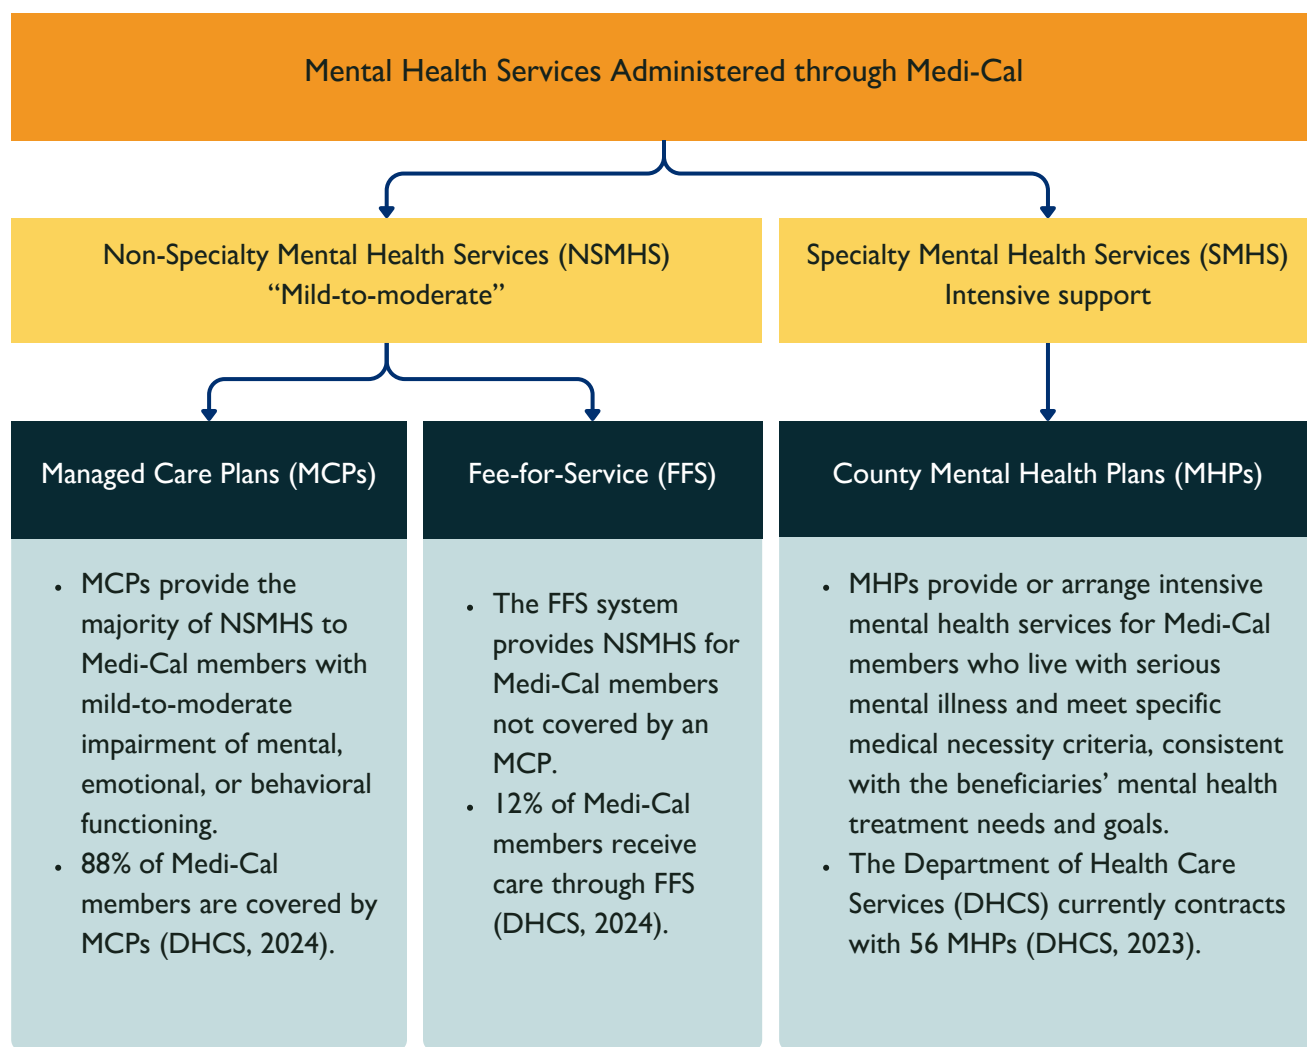 Mental Health Services Administered through Medi-Cal
Non-Specialty Mental Health Services (NSMHS)
“Mild-to-moderate”
Specialty Mental Health Services (SMHS)
Intensive support
Managed Care Plans (MCPs)
• MCPs provide the
majority of NSMHS to
Medi-Cal members with
mild-to-moderate
impairment of mental,
emotional, or behavioral
functioning.
• 88% of Medi-Cal
members are covered by
MCPs (DHCS, 2024).
Fee-for-Service (FFS)
• The FFS system
provides NSMHS for
Medi-Cal members
not covered by an
MCP.
• 12% of Medi-Cal
members receive
care through FFS
(DHCS, 2024).
County Mental Health Plans (MHPs)
• MHPs provide or arrange intensive
mental health services for Medi-Cal
members who live with serious
mental illness and meet specific
medical necessity criteria, consistent
with the beneficiaries’ mental health
treatment needs and goals.
• The Department of Health Care
Services (DHCS) currently contracts
with 56 MHPs (DHCS, 2023).